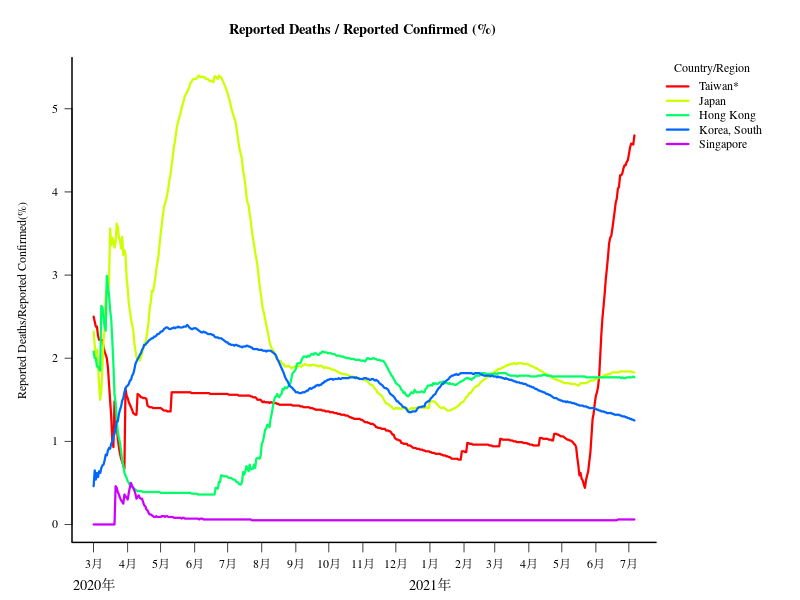 Reported Deaths / Reported Confirmed (%)
Country/Region
Taiwan*
Japan
Hong Kong
Korea, South
Singapore
Reported Deaths/Reported Confirmed(%)
5
4
3
2
1
0
3月 4月 5月 6月 7月 8月 9月 10月 11月 12月 1月 2月 3月 4月 5月 6月 7月
2020年 2021年